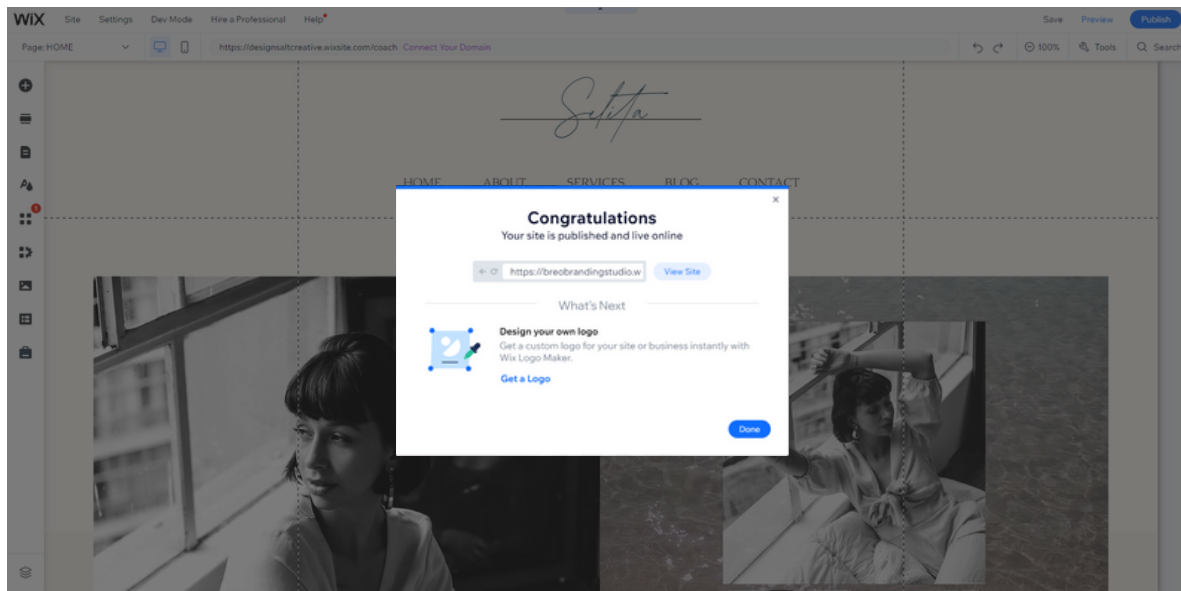 WiX Site Settings Dev Mode Hire a Professional Help Save Preview Publish
Page: HOME https://designsaltcreative.wixsite.com/coach Connect Your Domain 100% Tools Search
Selita
HOME ABOUT SERVICES BLOG CONTACT
1
Congratulations
Your site is published and live online
https://breobrandingstudio.w View Site
What's Next
Design your own logo
Get a custom logo for your site or business instantly with
Wix Logo Maker.
Get a Logo
Done